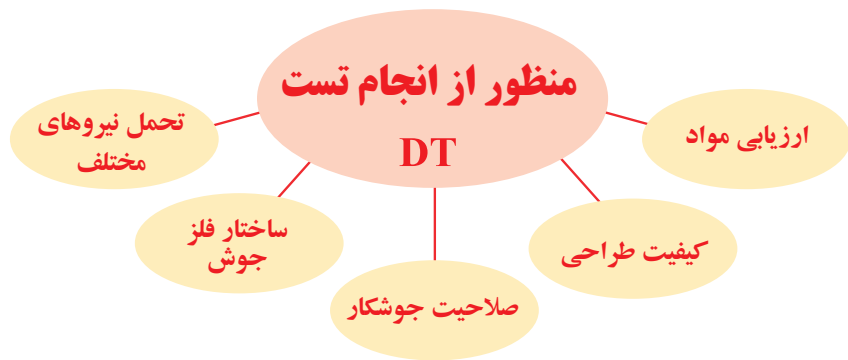 منظور از انجام تست
DT
ارزیابی مواد
کیفیت طراحی
صلاحیت جوشکار
ساختار فلز
جوش
تحمل نیروهای
مختلف